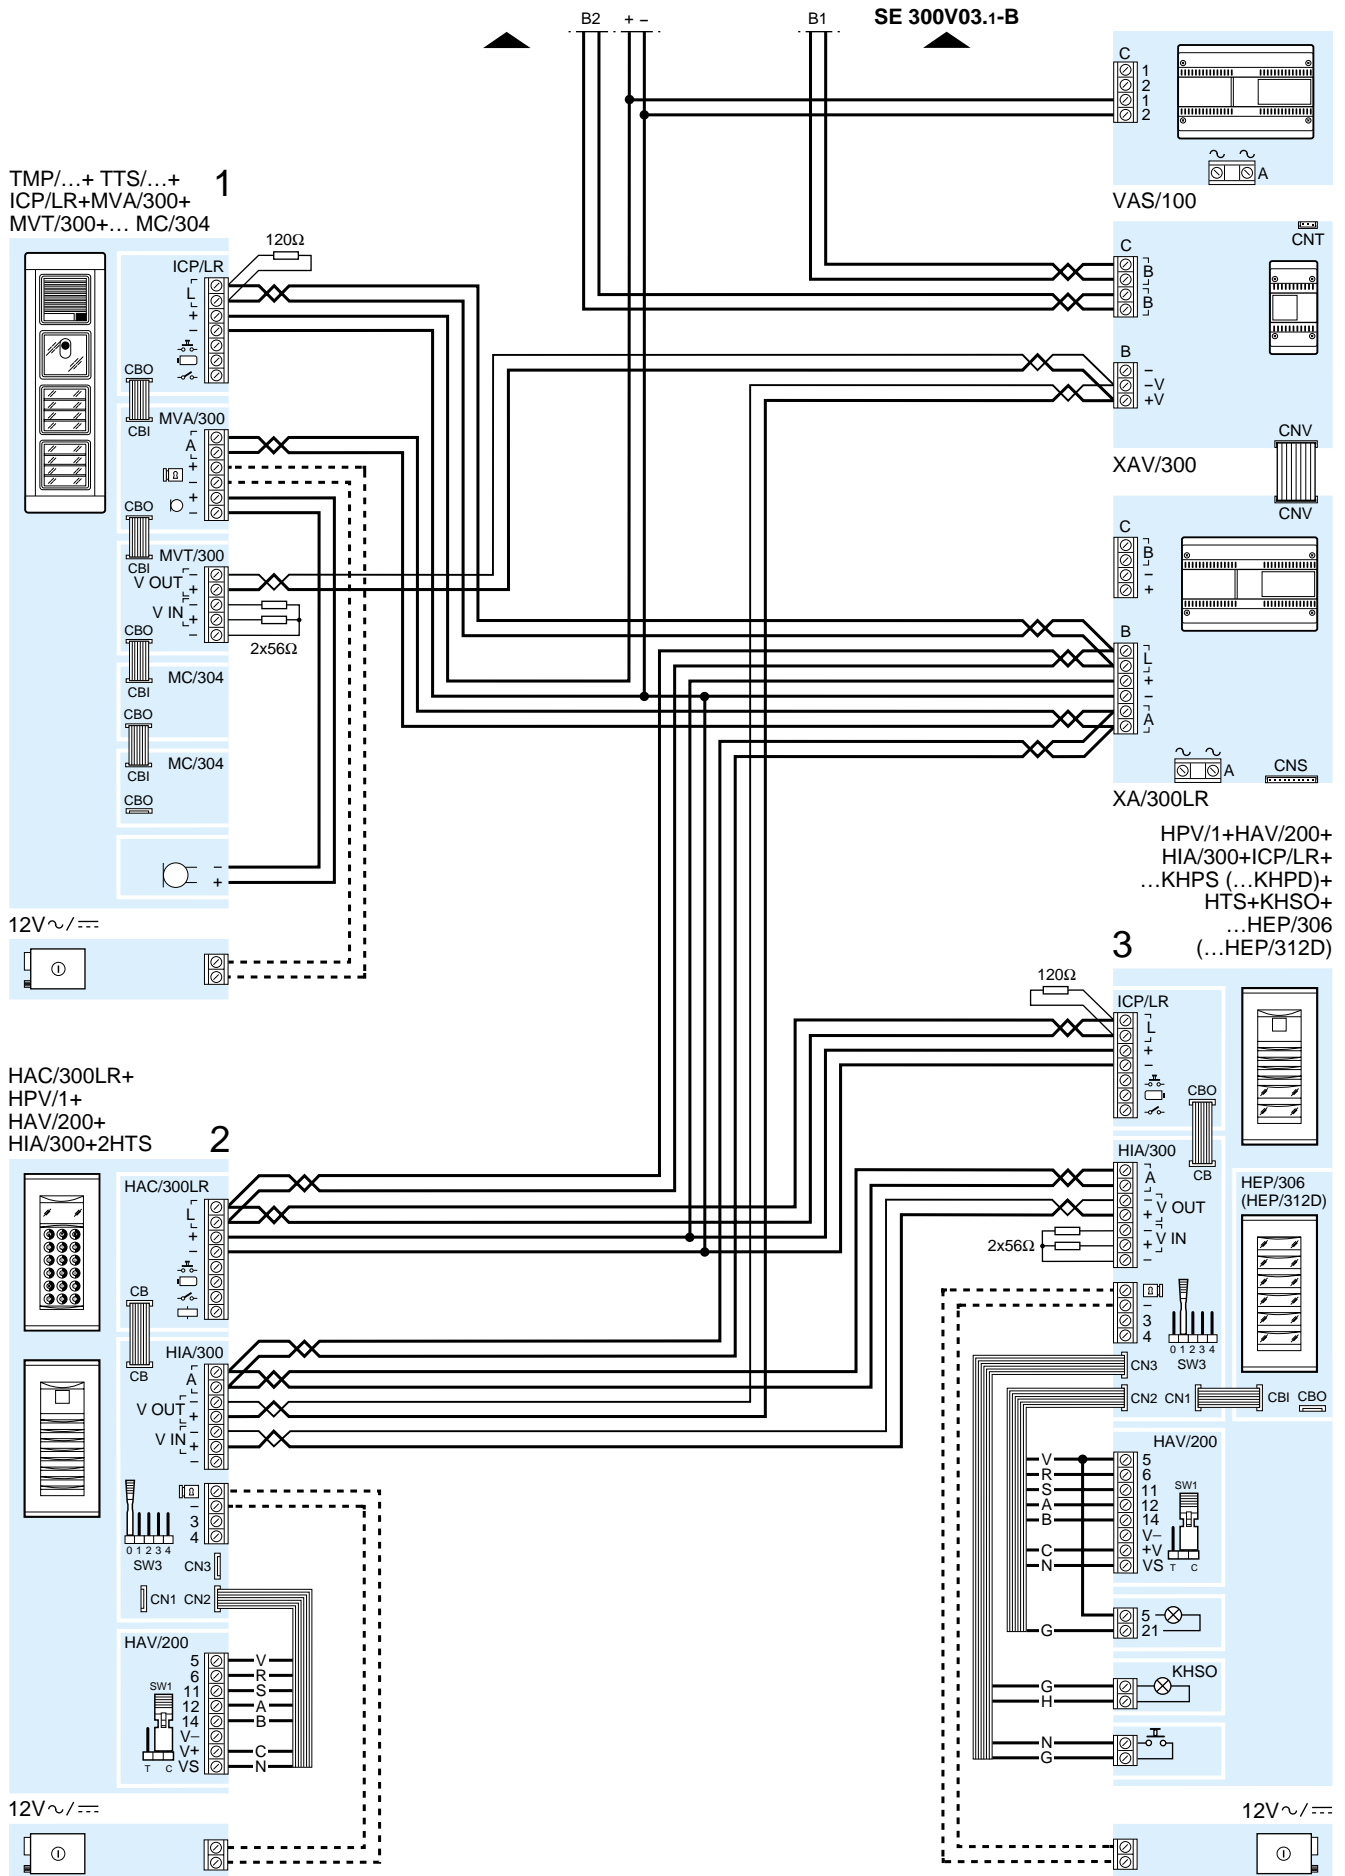 B2 + – B1 SE 300V03.1-B
C
1
2
1
2
A
VAS/100
TMP/…+ TTS/…+
ICP/LR+MVA/300+
MVT/300+… MC/304
1
120Ω
ICP/LR
L
+
–
CBO
CBI
MVA/300
A
+
–
+
–
CBO
CBI
MVT/300
V OUT
–
+
V IN
–
+
–
2x56Ω
CBO
CBI
MC/304
CBO
CBI
MC/304
CBO
–
+
12V~/
CNT
C
B
B
B
–
–V
+V
XAV/300
CNV
CNV
C
B
–
+
B
L
+
–
A
A
CNS
XA/300LR
HPV/1+HAV/200+
HIA/300+ICP/LR+
…KHPS (…KHPD)+
HTS+KHSO+
…HEP/306
(…HEP/312D)
3
120Ω
ICP/LR
L
+
–
CBO
CB
HIA/300
A
–
+
V OUT
–
+
V IN
–
2x56Ω
HEP/306
(HEP/312D)
–
3
4
0 1 2 3 4
SW3
CN3
CN2 CN1 CBI CBO
HAV/200
V 5
R 6
S 11
A 12
B 14
V–
C +V
N VS
SW1
T C
5
G 21
KHSO
G
H
N
G
12V~/
HAC/300LR+
HPV/1+
HAV/200+
HIA/300+2HTS
2
HAC/300LR
L
+
–
CB
CB
HIA/300
A
V OUT
–
+
V IN
–
+
–
–
3
4
0 1 2 3 4
SW3
CN3
CN1 CN2
HAV/200
5 V
6 R
11 S
12 A
14 B
V–
V+ C
VS N
SW1
T C
12V~/